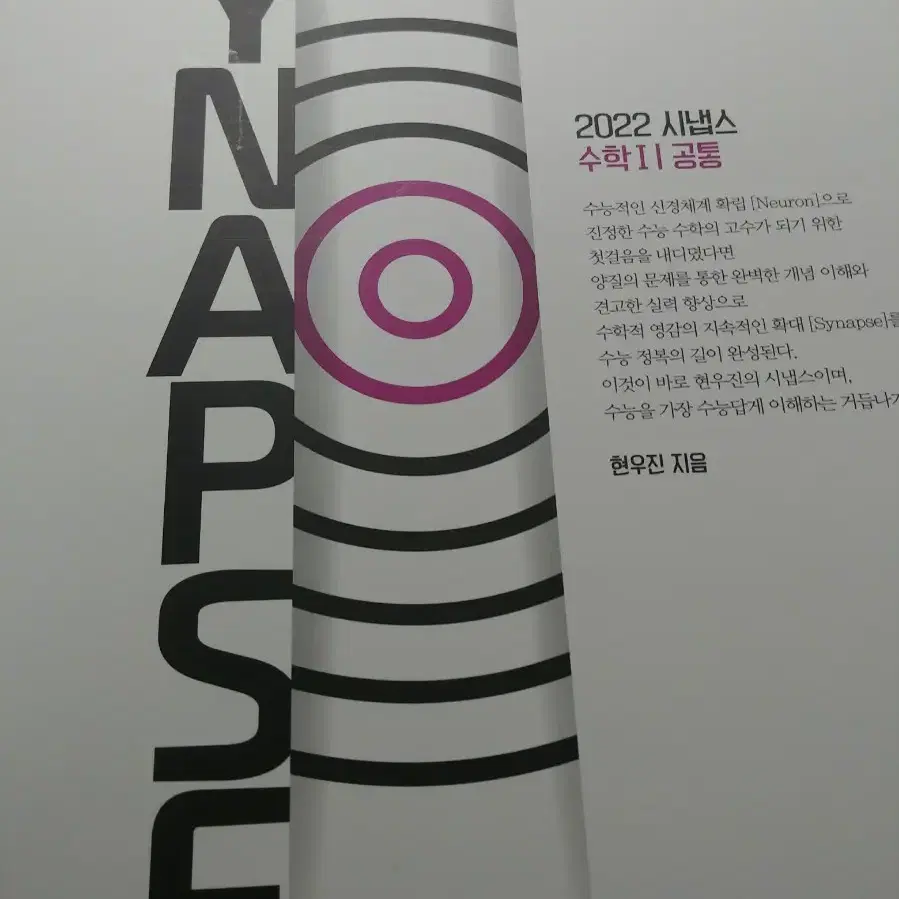 YNAPSE
2022 시냅스
수학 I | 공통
수능적인 신경체계 확립 [Neuron]으로
진정한 수능 수학의 고수가 되기 위한
첫걸음을 내디뎠다면
양질의 문제를 통한 완벽한 개념 이해와
견고한 실력 향상으로
수학적 영감의 지속적인 확대 [Synapse]를
수능 정복의 길이 완성된다.
이것이 바로 현우진의 시냅스이며,
수능을 가장 수능답게 이해하는 거듭나기
현우진 지음